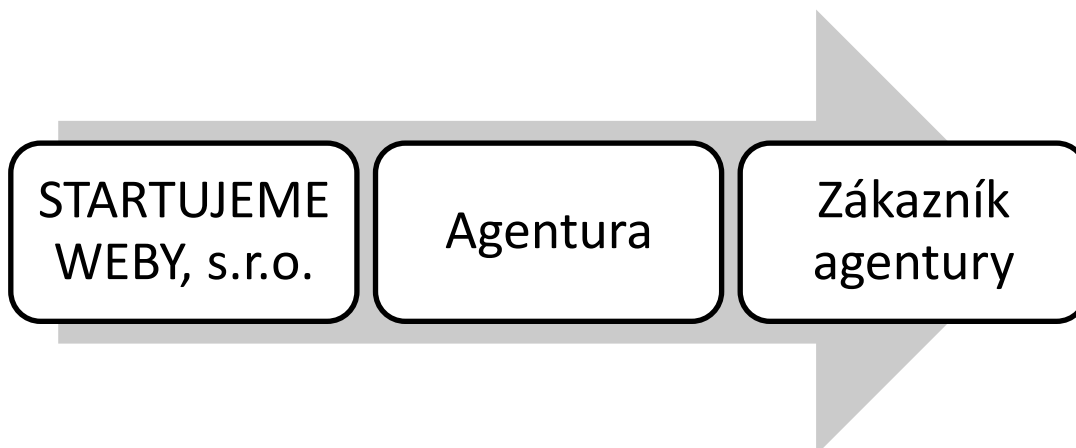 STARTUJEME
WEBY, s.r.o.
Agentura
Zákazník
agentury